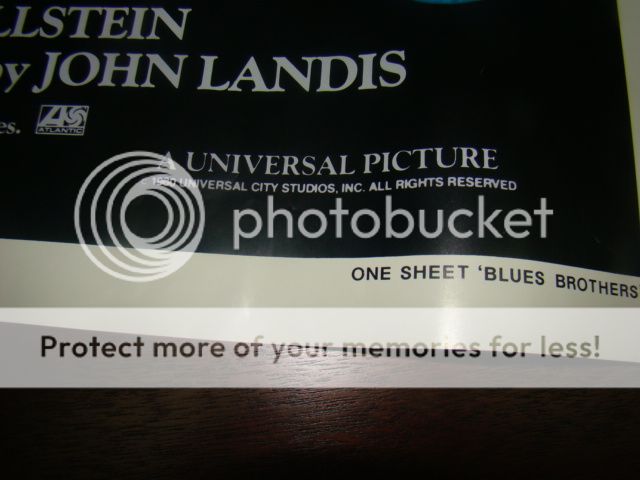 LLSTEIN
by JOHN LANDIS
es.
ATLANTIC
A UNIVERSAL PICTURE
© 1980 UNIVERSAL CITY STUDIOS, INC. ALL RIGHTS RESERVED
photobucket
ONE SHEET 'BLUES BROTHERS'
Protect more of your memories for less!